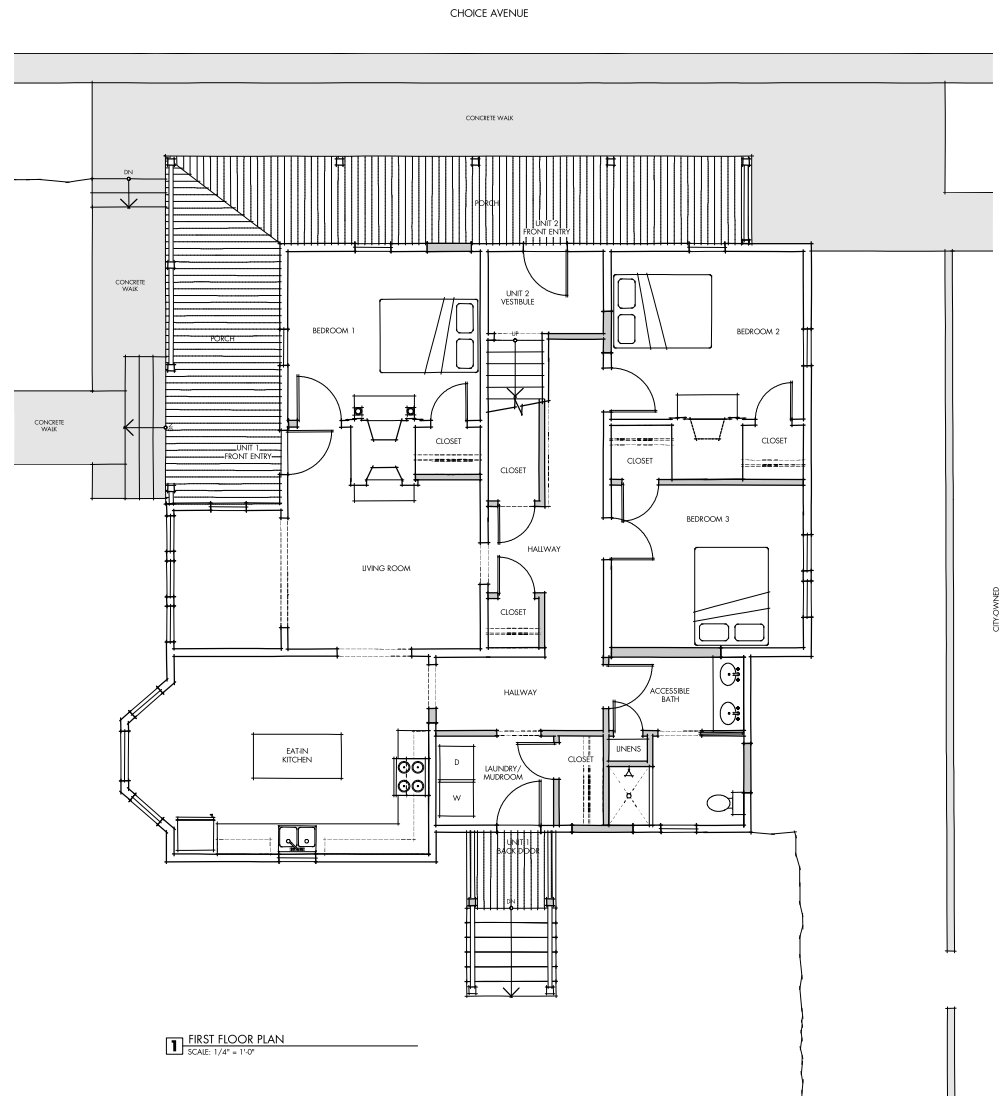 CHOICE AVENUE
CONCRETE WALK
DN
PORCH
UNIT 2
FRONT ENTRY
CONCRETE
WALK
UNIT 2
VESTIBULE
BEDROOM 1
UP
BEDROOM 2
PORCH
CONCRETE
WALK
UNIT 1
FRONT ENTRY
CLOSET
CLOSET
CLOSET
CLOSET
BEDROOM 3
HALLWAY
LIVING ROOM
CLOSET
CITY-OWNED
HALLWAY
ACCESSIBLE
BATH
EAT-IN
KITCHEN
D
LAUNDRY/
MUDROOM
CLOSET
LINENS
W
UNIT 1
BACK DOOR
DN
1
FIRST FLOOR PLAN
SCALE: 1/4" = 1'-0"